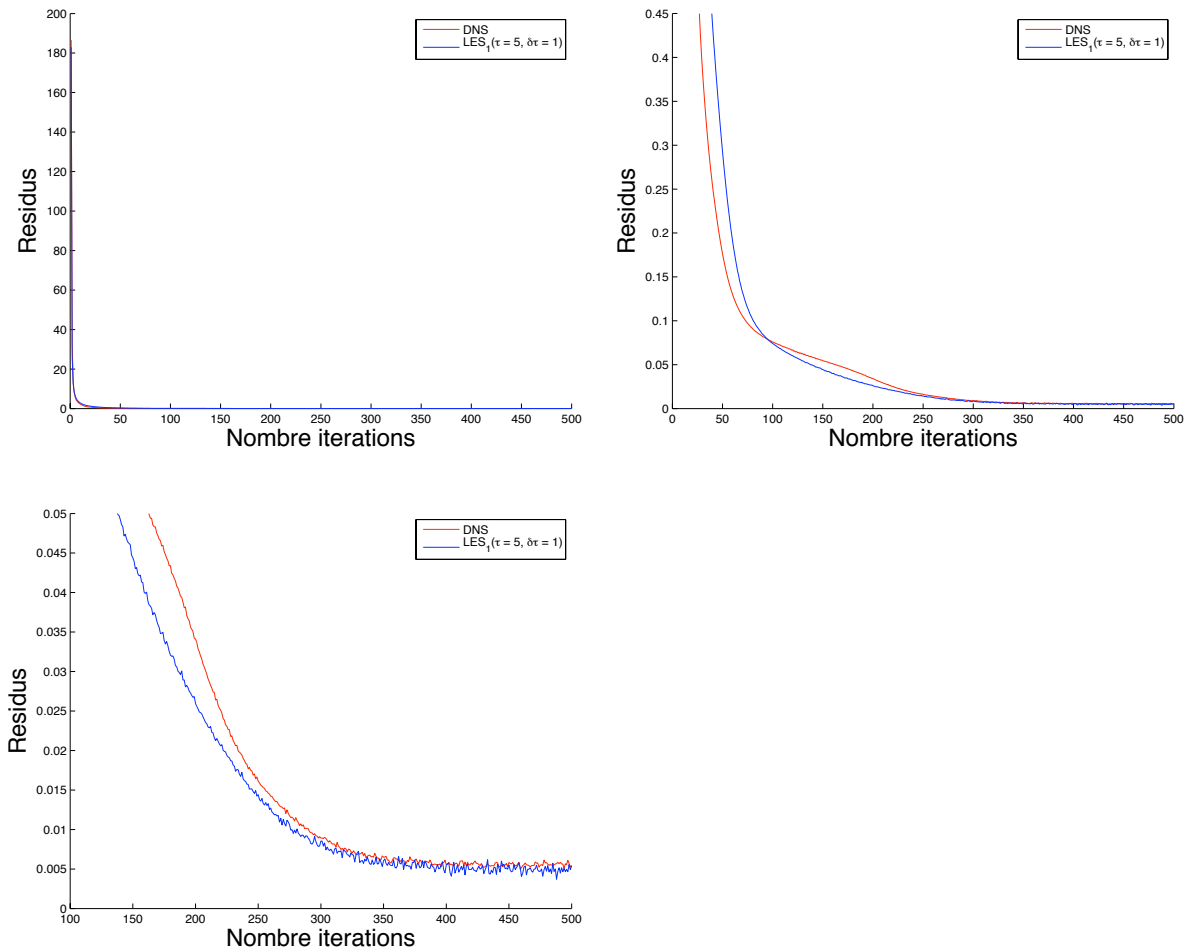 200
180
160
140
120
100
80
60
40
20
0
Residus
DNS
LES1(τ = 5, δτ = 1)
0 50 100 150 200 250 300 350 400 450 500
Nombre iterations
0.45
0.4
0.35
0.3
0.25
0.2
0.15
0.1
0.05
0
Residus
DNS
LES1(τ = 5, δτ = 1)
0 50 100 150 200 250 300 350 400 450 500
Nombre iterations
0.05
0.045
0.04
0.035
0.03
0.025
0.02
0.015
0.01
0.005
0
Residus
DNS
LES1(τ = 5, δτ = 1)
100 150 200 250 300 350 400 450 500
Nombre iterations